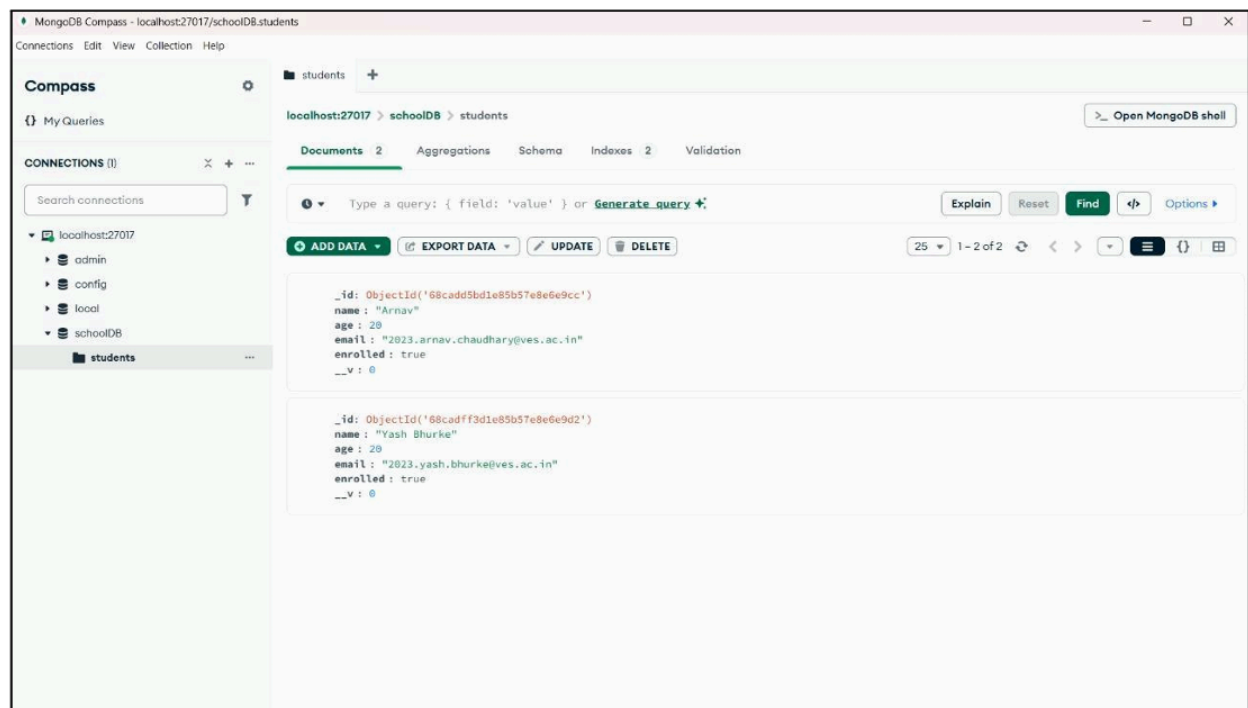 MongoDB Compass - localhost:27017/schoolDB.students
Connections Edit View Collection Help
Compass
{} My Queries
CONNECTIONS (1)
Search connections
localhost:27017
admin
config
local
schoolDB
students
students
localhost:27017 > schoolDB > students
>_ Open MongoDB shell
Documents 2 Aggregations Schema Indexes 2 Validation
Type a query: { field: 'value' } or Generate query
Explain Reset Find </> Options
ADD DATA EXPORT DATA UPDATE DELETE
25 1 – 2 of 2 {}
_id: ObjectId('68cadd5bd1e85b57e8e6e9cc')
name : "Arnav"
age : 20
email : "2023.arnav.chaudhary@ves.ac.in"
enrolled : true
__v : 0
_id: ObjectId('68cadff3d1e85b57e8e6e9d2')
name : "Yash Bhurke"
age : 20
email : "2023.yash.bhurke@ves.ac.in"
enrolled : true
__v : 0